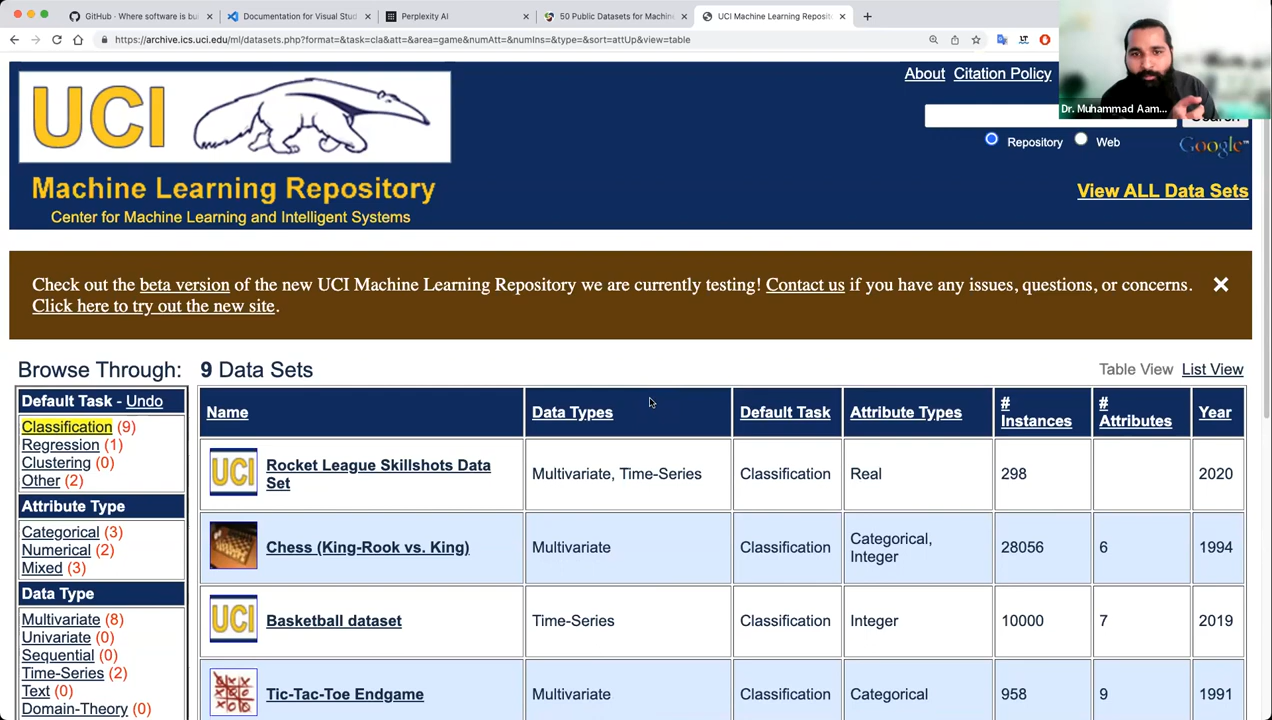 GitHub · Where software is bui
Documentation for Visual Stud
Perplexity AI
50 Public Datasets for Machine
UCI Machine Learning Reposito
https://archive.ics.uci.edu/ml/datasets.php?format=&task=cla&att=&area=game&numAtt=&numIns=&type=&sort=attUp&view=table
Dr. Muhammad Aam...
UCI
Machine Learning Repository
Center for Machine Learning and Intelligent Systems
About Citation Policy
Search
Repository Web
Google™
View ALL Data Sets
Check out the beta version of the new UCI Machine Learning Repository we are currently testing! Contact us if you have any issues, questions, or concerns.
Click here to try out the new site.
Browse Through:
Default Task - Undo
Classification (9)
Regression (1)
Clustering (0)
Other (2)
Attribute Type
Categorical (3)
Numerical (2)
Mixed (3)
Data Type
Multivariate (8)
Univariate (0)
Sequential (0)
Time-Series (2)
Text (0)
Domain-Theory (0)
9 Data Sets
Table View List View
Name Data Types Default Task Attribute Types # Instances # Attributes Year
UCI Rocket League Skillshots Data Set Multivariate, Time-Series Classification Real 298 2020
Chess (King-Rook vs. King) Multivariate Classification Categorical, Integer 28056 6 1994
UCI Basketball dataset Time-Series Classification Integer 10000 7 2019
Tic-Tac-Toe Endgame Multivariate Classification Categorical 958 9 1991